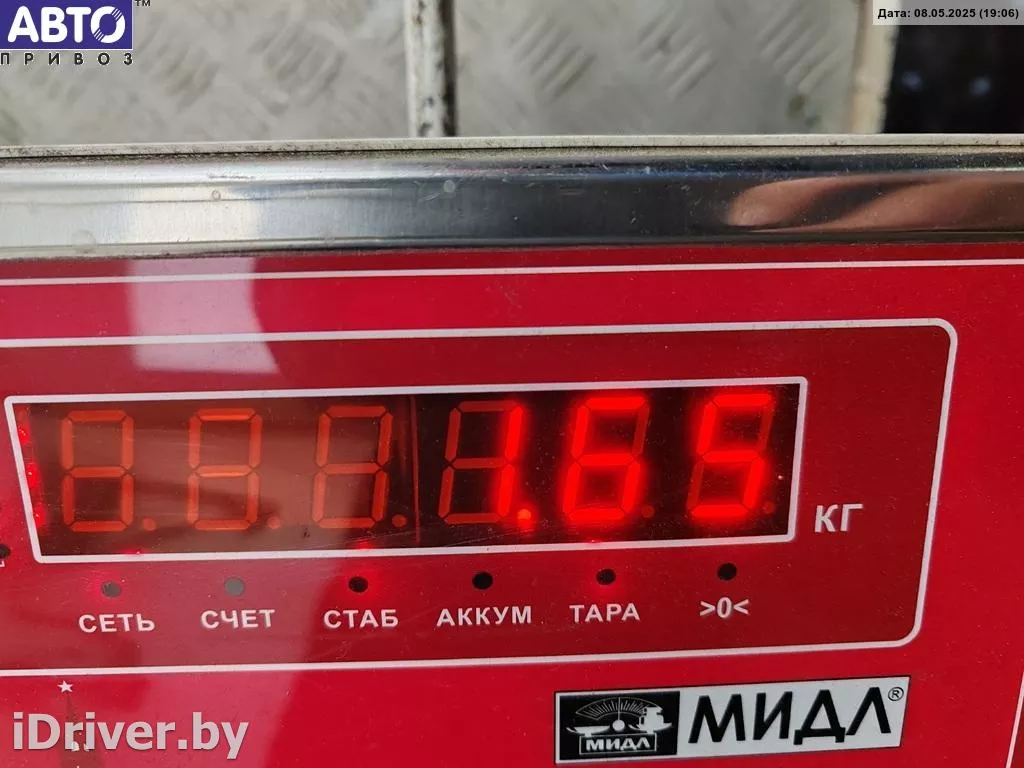 АВТО™
ПРИВОЗ
Дата: 08.05.2025 (19:06)
1.65
КГ
СЕТЬ СЧЕТ СТАБ АККУМ ТАРА >0<
МИДЛ МИДЛ®
iDriver.by